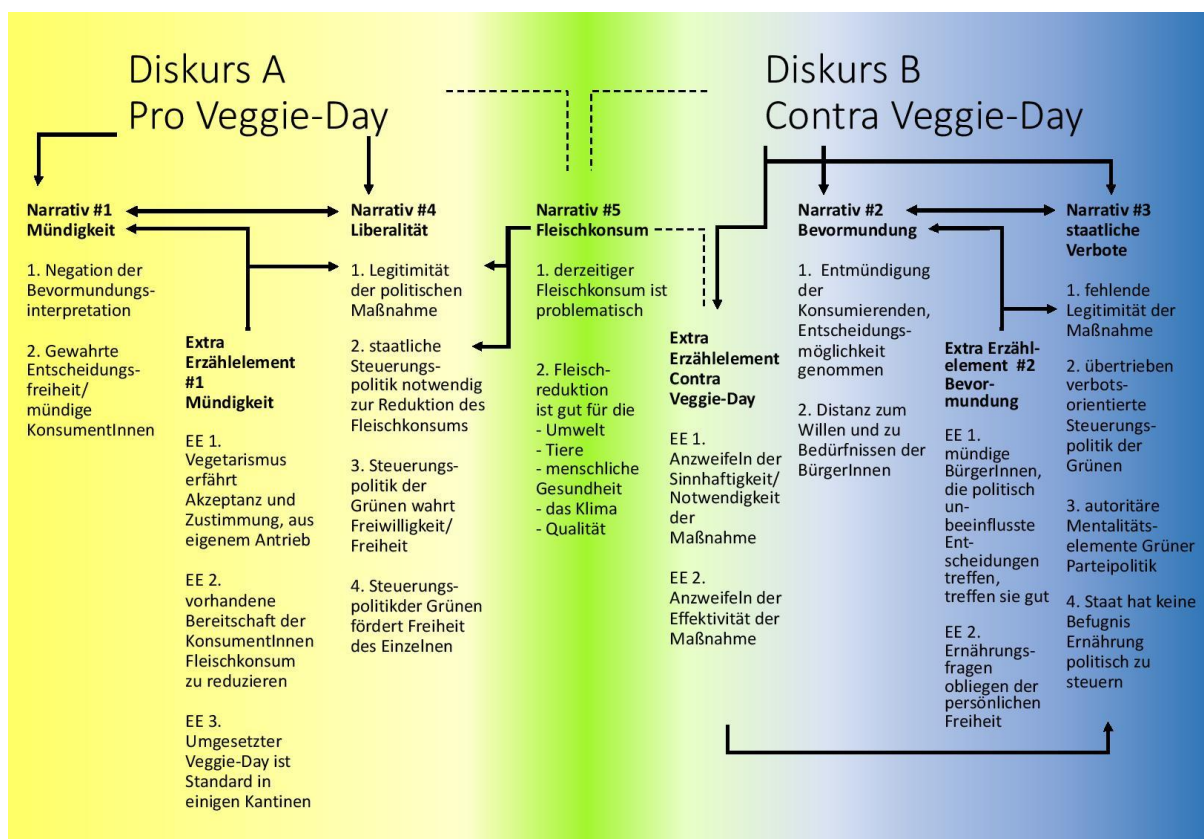 Diskurs A
Pro Veggie-Day
Diskurs B
Contra Veggie-Day
Narrativ #1
Mündigkeit
1. Negation der
Bevormundungs-
interpretation
2. Gewahrte
Entscheidungs-
freiheit/
mündige
KonsumentInnen
Extra
Erzählelement
#1
Mündigkeit
EE 1.
Vegetarismus
erfährt
Akzeptanz und
Zustimmung, aus
eigenem Antrieb
EE 2.
vorhandene
Bereitschaft der
KonsumentInnen
Fleischkonsum
zu reduzieren
EE 3.
Umgesetzter
Veggie-Day ist
Standard in
einigen Kantinen
Narrativ #4
Liberalität
1. Legitimität
der politischen
Maßnahme
2. staatliche
Steuerungs-
politik notwendig
zur Reduktion des
Fleischkonsums
3. Steuerungs-
politik der
Grünen wahrt
Freiwilligkeit/
Freiheit
4. Steuerungs-
politikder Grünen
fördert Freiheit
des Einzelnen
Narrativ #5
Fleischkonsum
1. derzeitiger
Fleischkonsum ist
problematisch
2. Fleisch-
reduktion
ist gut für die
- Umwelt
- Tiere
- menschliche
Gesundheit
- das Klima
- Qualität
Extra
Erzählelement
Contra
Veggie-Day
EE 1.
Anzweifeln der
Sinnhaftigkeit/
Notwendigkeit
der
Maßnahme
EE 2.
Anzweifeln der
Effektivität der
Maßnahme
Narrativ #2
Bevormundung
1. Entmündigung
der
Konsumierenden,
Entscheidungs-
möglichkeit
genommen
2. Distanz zum
Willen und zu
Bedürfnissen der
BürgerInnen
Extra Erzähl-
element #2
Bevor-
mundung
EE 1.
mündige
BürgerInnen,
die politisch
un-
beeinflusste
Ent-
scheidungen
treffen,
treffen sie gut
EE 2.
Ernährungs-
fragen
obliegen der
persönlichen
Freiheit
Narrativ #3
staatliche
Verbote
1. fehlende
Legitimität der
Maßnahme
2. übertrieben
verbots-
orientierte
Steuerungs-
politik der
Grünen
3. autoritäre
Mentalitäts-
elemente Grüner
Parteipolitik
4. Staat hat keine
Befugnis
Ernährung
politisch zu
steuern